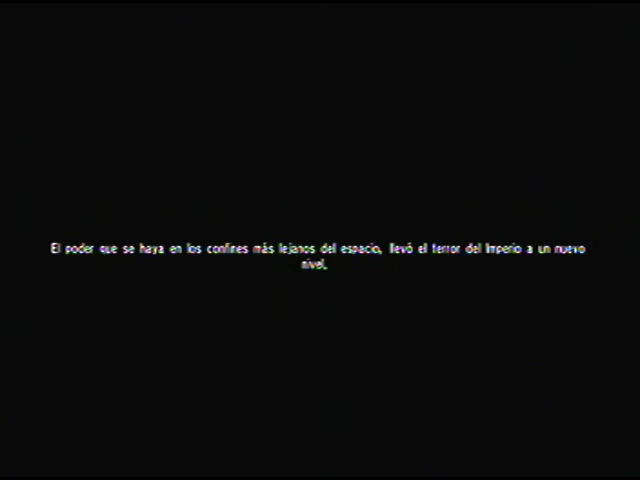 El poder que se haya en los confines más lejanos del espacio, llevó el terror del Imperio a un nuevo
nivel.